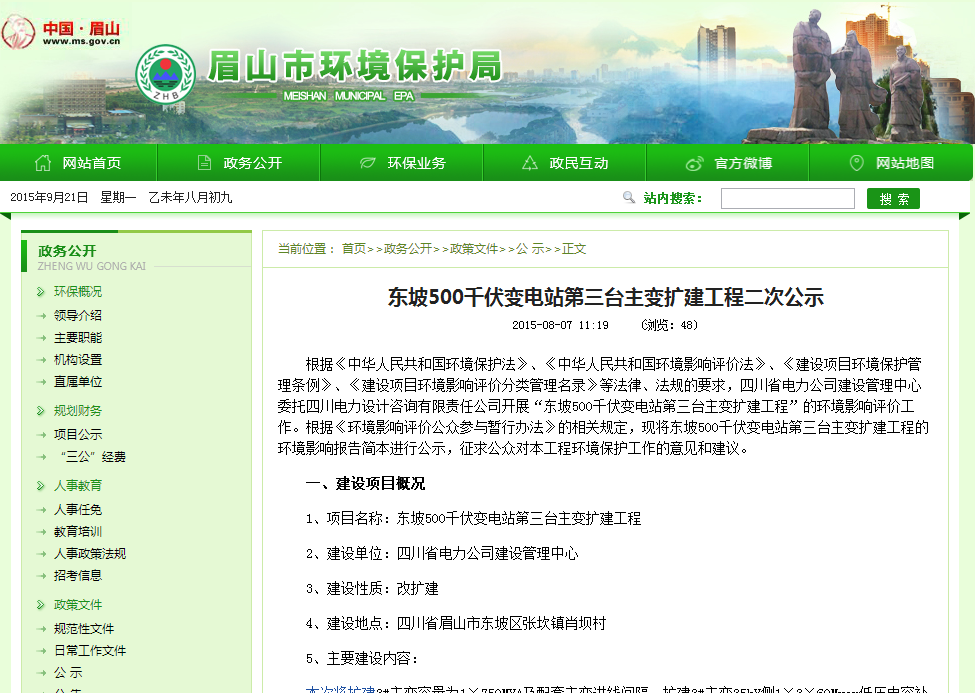 中国·眉山
www.ms.gov.cn
ZHB
眉山市环境保护局
MEISHAN MUNICIPAL EPA
网站首页 政务公开 环保业务 政民互动 官方微博 网站地图
2015年9月21日 星期一 乙未年八月初九 站内搜索： 搜 索
政务公开
ZHENG WU GONG KAI
环保概况
领导介绍
主要职能
机构设置
直属单位
规划财务
项目公示
“三公”经费
人事教育
人事任免
教育培训
人事政策法规
招考信息
政策文件
规范性文件
日常工作文件
公 示
当前位置： 首页>>政务公开>>政策文件>>公 示>>正文
东坡500千伏变电站第三台主变扩建工程二次公示
2015-08-07 11:19 （浏览：48）
根据《中华人民共和国环境保护法》、《中华人民共和国环境影响评价法》、《建设项目环境保护管
理条例》、《建设项目环境影响评价分类管理名录》等法律、法规的要求，四川省电力公司建设管理中心
委托四川电力设计咨询有限责任公司开展“东坡500千伏变电站第三台主变扩建工程”的环境影响评价工
作。根据《环境影响评价公众参与暂行办法》的相关规定，现将东坡500千伏变电站第三台主变扩建工程的
环境影响报告简本进行公示，征求公众对本工程环境保护工作的意见和建议。
一、建设项目概况
1、项目名称：东坡500千伏变电站第三台主变扩建工程
2、建设单位：四川省电力公司建设管理中心
3、建设性质：改扩建
4、建设地点：四川省眉山市东坡区张坎镇肖坝村
5、主要建设内容：